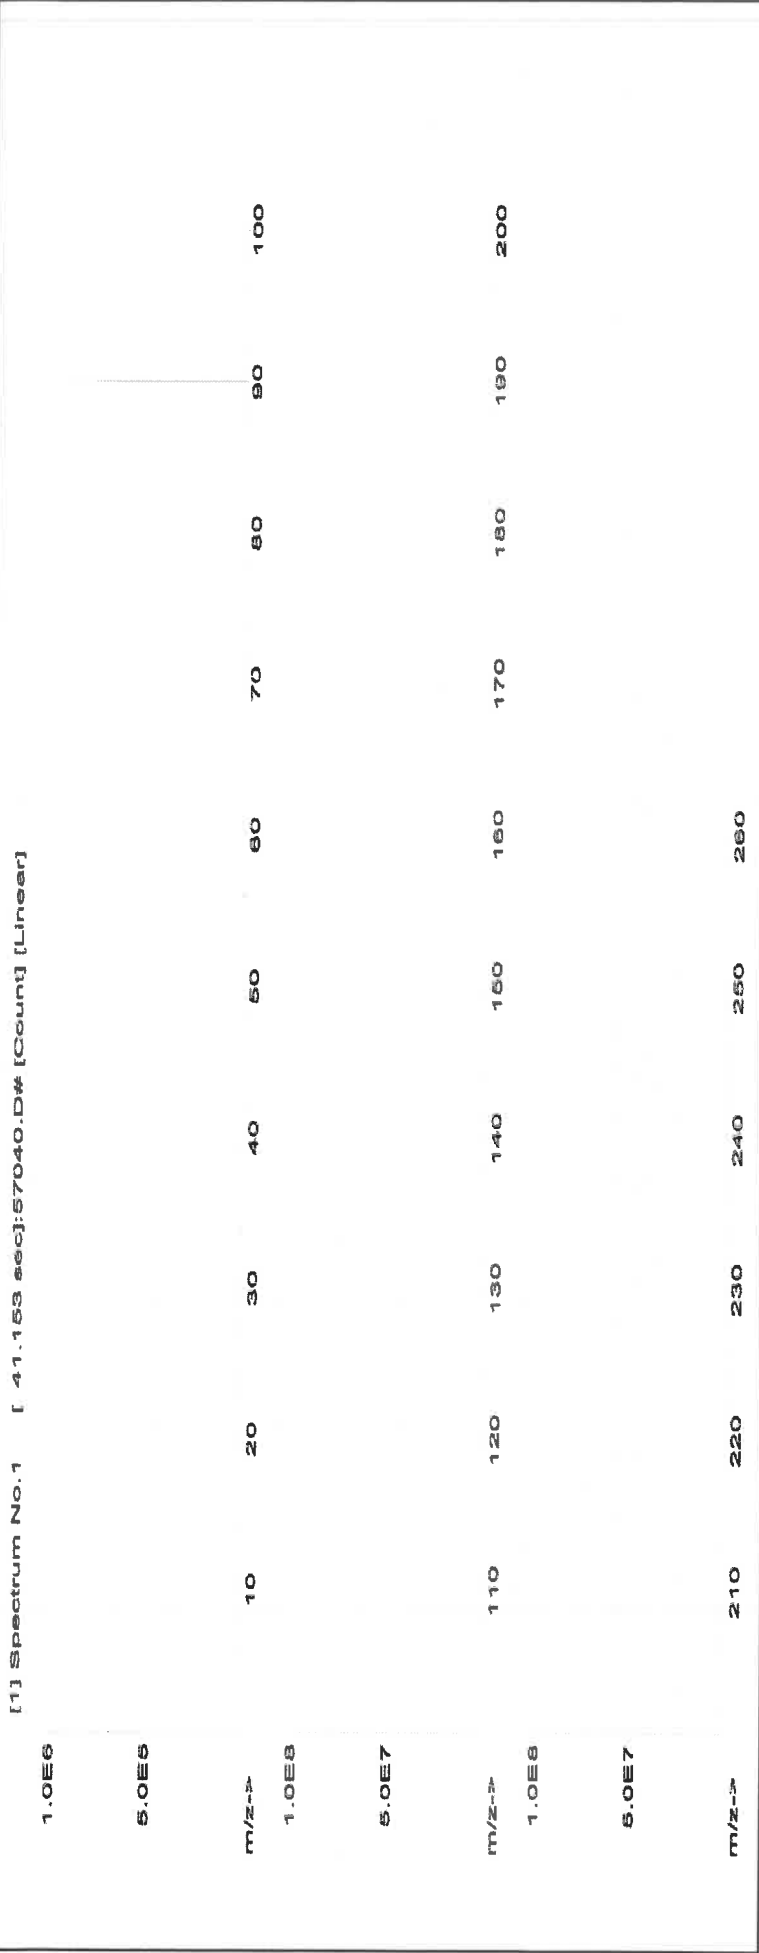 [1] Spectrum No.1 [ 41.153 sec]:57040.D# [Count] [Linear]
1.0E6
5.0E5
m/z-> 10 20 30 40 50 60 70 80 90 100
1.0E8
5.0E7
m/z-> 110 120 130 140 150 160 170 180 190 200
1.0E8
5.0E7
m/z-> 210 220 230 240 250 260